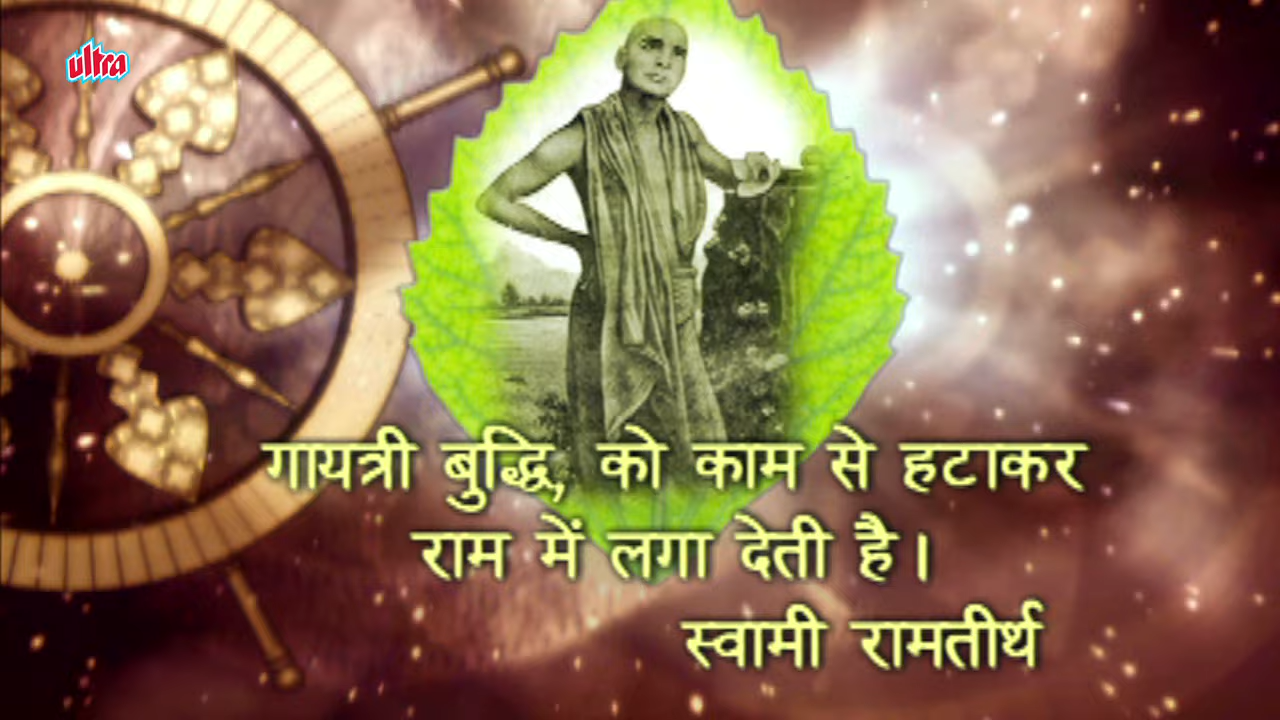 ultra
गायत्री बुद्धि, को काम से हटाकर
राम में लगा देती है।
स्वामी रामतीर्थ